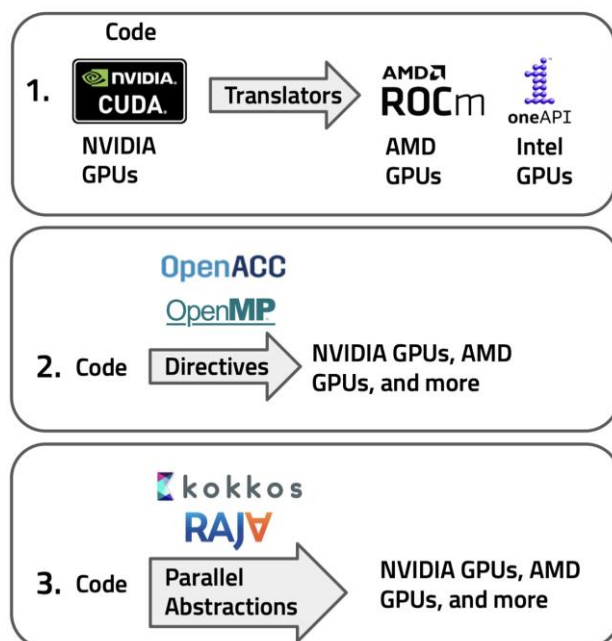 Code
1.
NVIDIA.
CUDA.
NVIDIA
GPUs
Translators
AMD
ROCm
AMD
GPUs
oneAPI
Intel
GPUs
OpenACC
OpenMP
2. Code
Directives
NVIDIA GPUs, AMD
GPUs, and more
kokkos
RAJA
3. Code
Parallel
Abstractions
NVIDIA GPUs, AMD
GPUs, and more